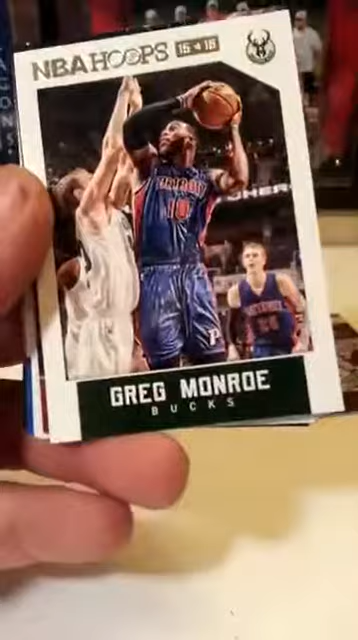 NBA HOOPS 15-16
DETROIT
10
GREG MONROE
BUCKS